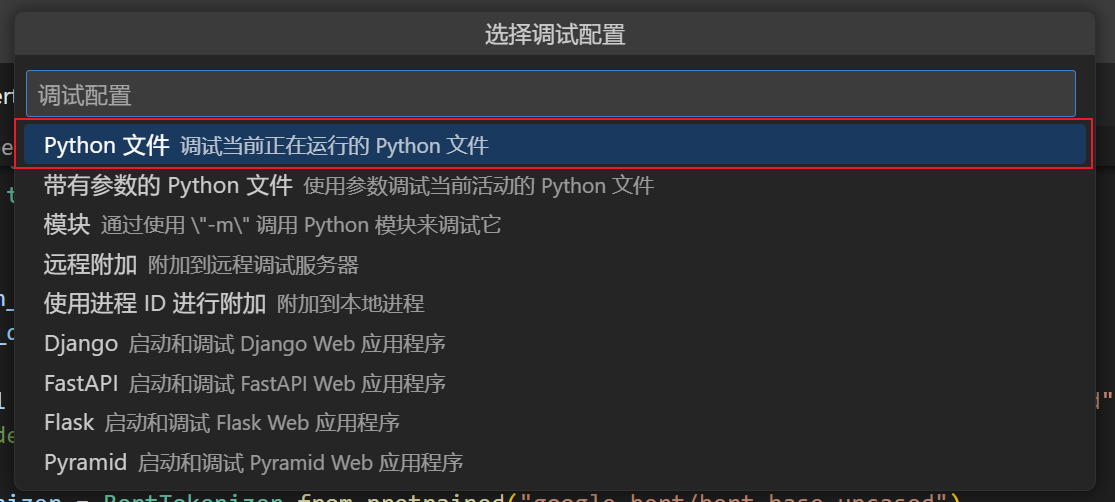 选择调试配置
调试配置
Python 文件 调试当前正在运行的 Python 文件
带有参数的 Python 文件 使用参数调试当前活动的 Python 文件
模块 通过使用 \"-m\" 调用 Python 模块来调试它
远程附加 附加到远程调试服务器
使用进程 ID 进行附加 附加到本地进程
Django 启动和调试 Django Web 应用程序
FastAPI 启动和调试 FastAPI Web 应用程序
Flask 启动和调试 Flask Web 应用程序
Pyramid 启动和调试 Pyramid Web 应用程序
= BertTokenizer.from_pretrained("google-bert/bert-base-uncased")